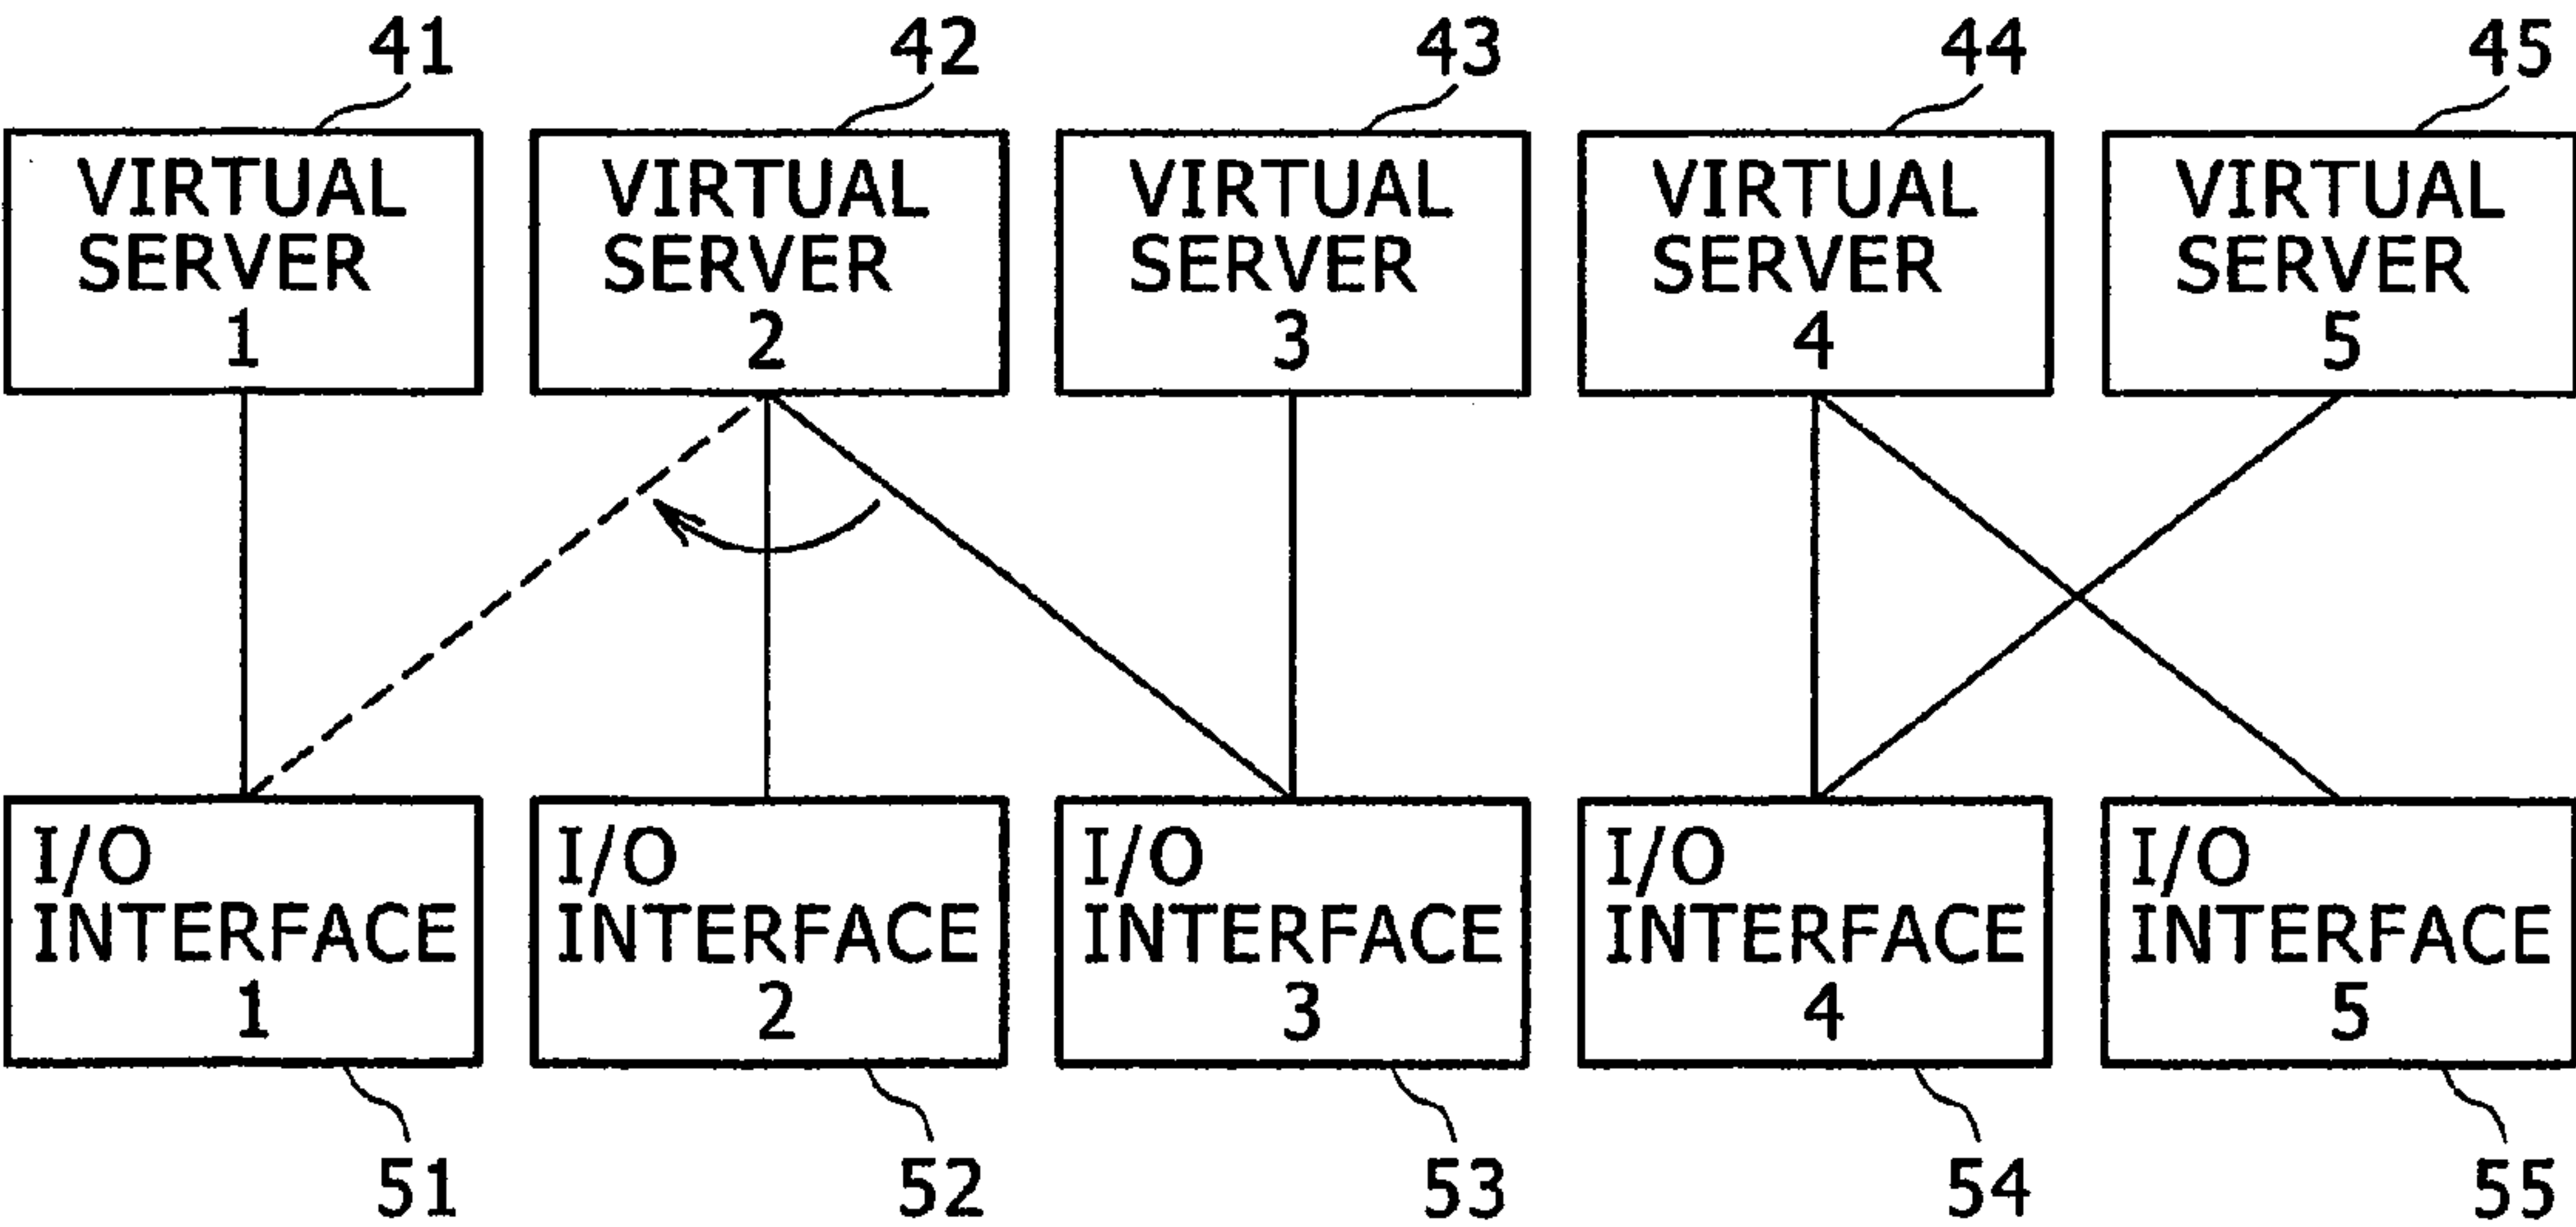 41 42 43 44 45
VIRTUAL SERVER 1
VIRTUAL SERVER 2
VIRTUAL SERVER 3
VIRTUAL SERVER 4
VIRTUAL SERVER 5
I/O INTERFACE 1
I/O INTERFACE 2
I/O INTERFACE 3
I/O INTERFACE 4
I/O INTERFACE 5
51 52 53 54 55